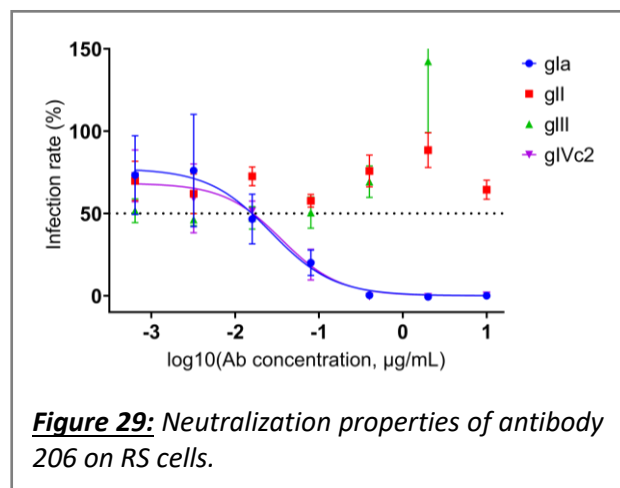 150
100
50
0
Infection rate (%)
-3
-2
-1
0
1
log10(Ab concentration, µg/mL)
gIa
gII
gIII
gIVc2
Figure 29: Neutralization properties of antibody
206 on RS cells.